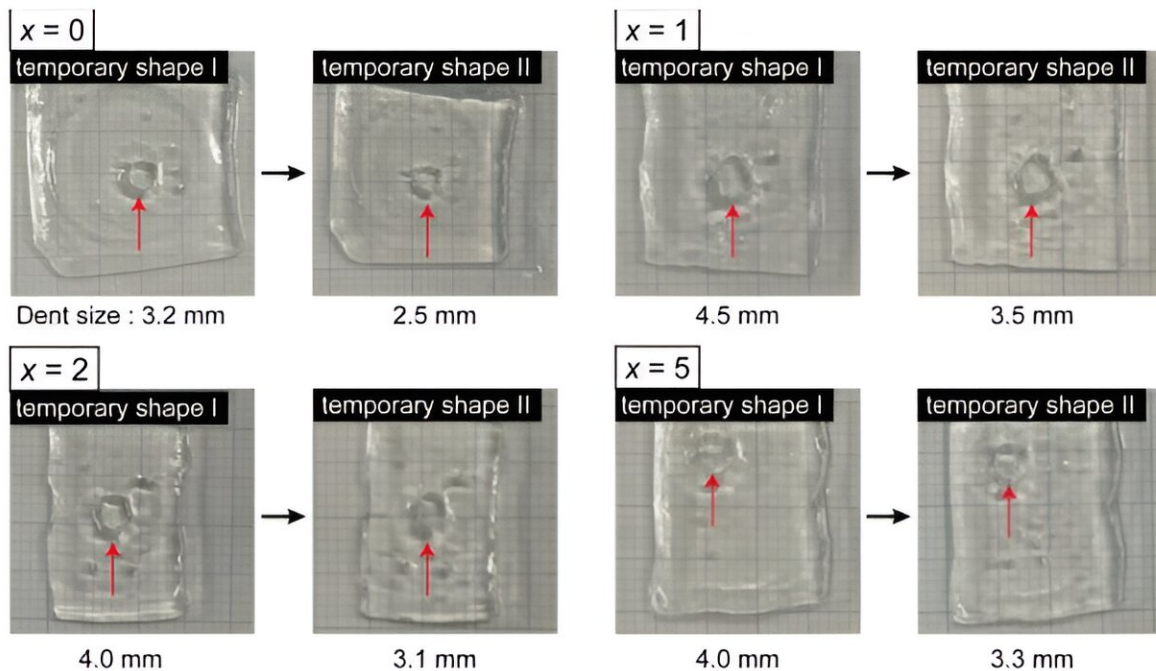 x = 0
temporary shape I
temporary shape II
Dent size : 3.2 mm
2.5 mm
x = 1
temporary shape I
temporary shape II
4.5 mm
3.5 mm
x = 2
temporary shape I
temporary shape II
4.0 mm
3.1 mm
x = 5
temporary shape I
temporary shape II
4.0 mm
3.3 mm